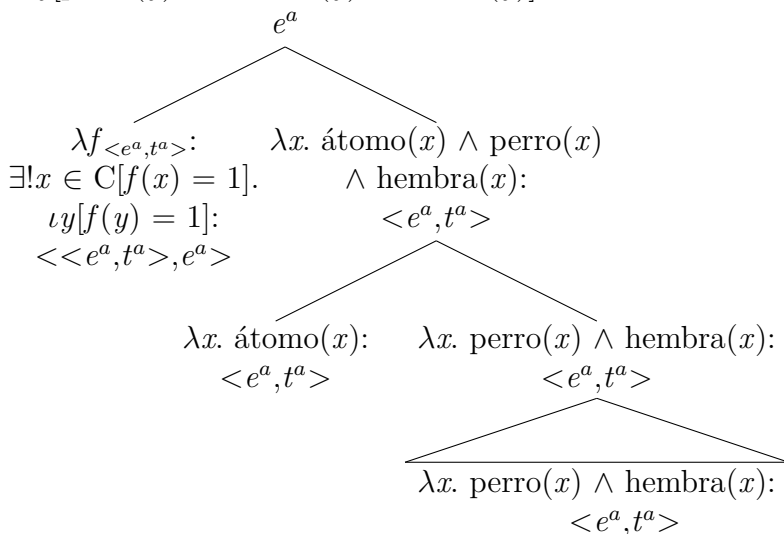 e^a
λf_{<e^a,t^a>}: λx. átomo(x) ∧ perro(x)
∃!x ∈ C[f(x) = 1]. ∧ hembra(x):
ιy[f(y) = 1]: <e^a,t^a>
<<e^a,t^a>,e^a>
λx. átomo(x): λx. perro(x) ∧ hembra(x):
<e^a,t^a> <e^a,t^a>
λx. perro(x) ∧ hembra(x):
<e^a,t^a>